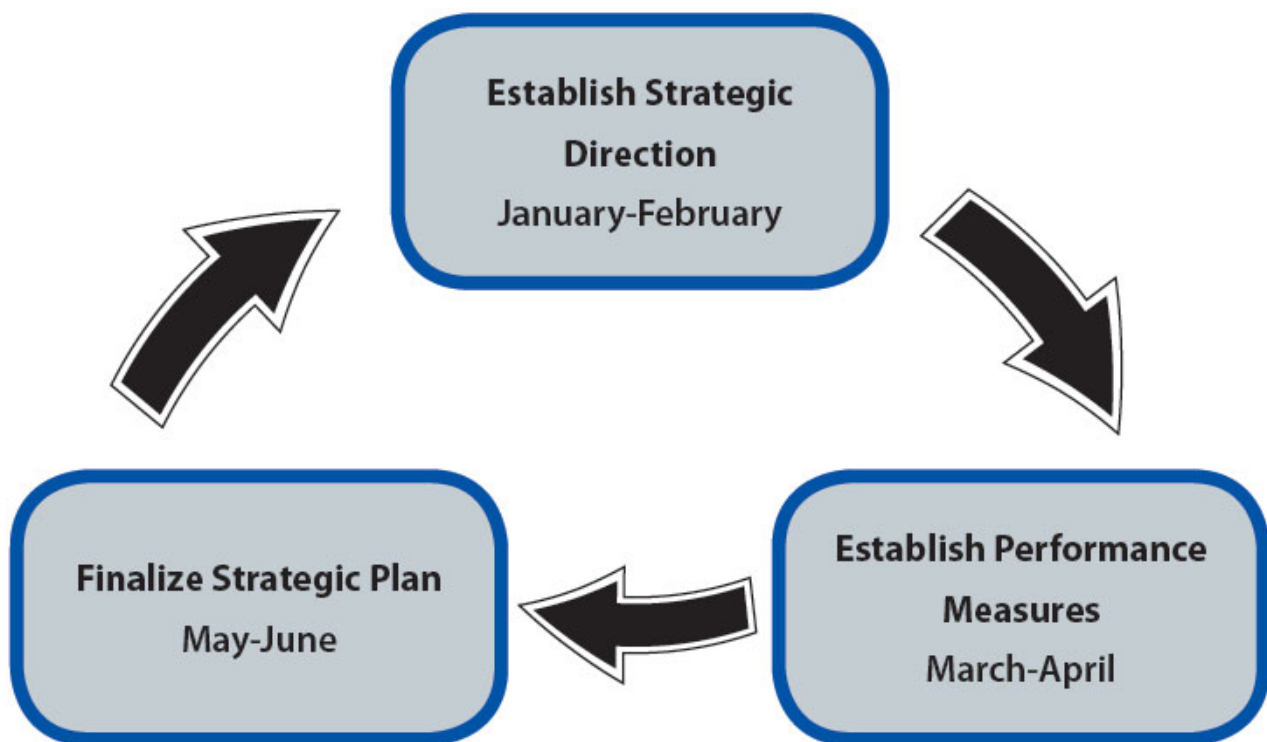 Establish Strategic
Direction
January-February
Establish Performance
Measures
March-April
Finalize Strategic Plan
May-June